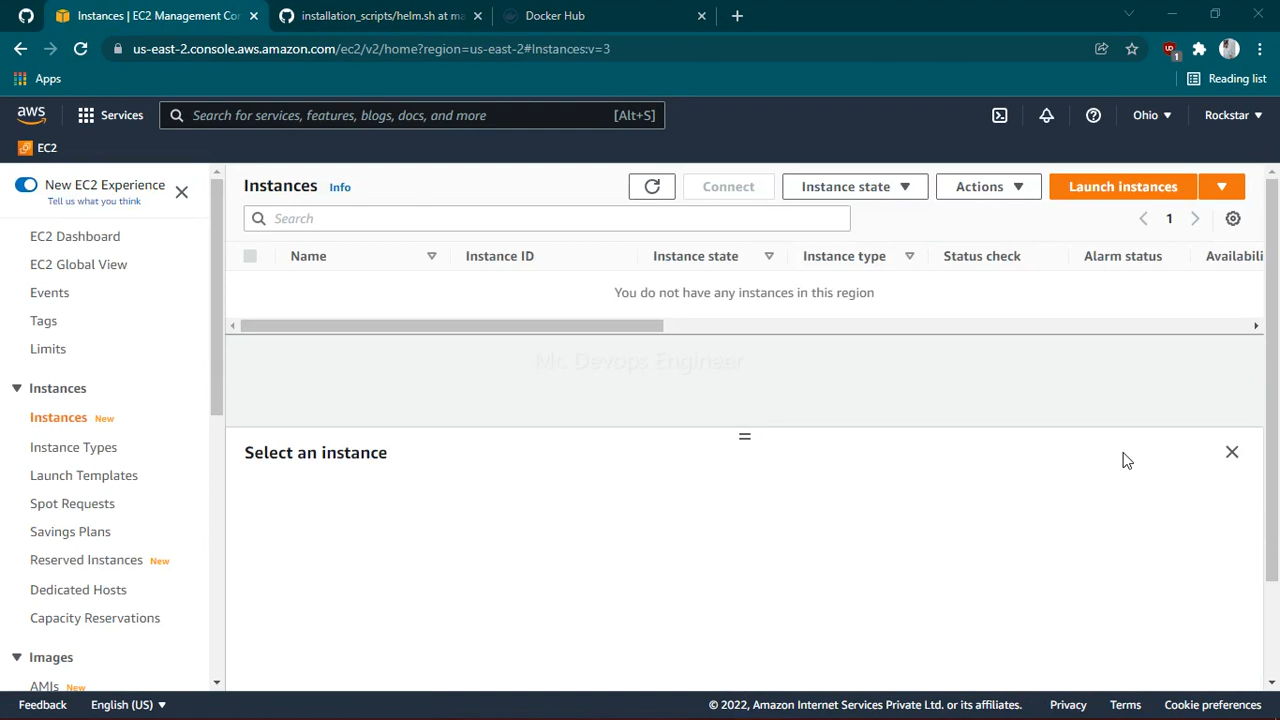 Instances | EC2 Management Con
installation_scripts/helm.sh at ma
Docker Hub
us-east-2.console.aws.amazon.com/ec2/v2/home?region=us-east-2#Instances:v=3
1
Apps
Reading list
aws
Services
Search for services, features, blogs, docs, and more
[Alt+S]
Ohio
Rockstar
EC2
New EC2 Experience
Tell us what you think
EC2 Dashboard
EC2 Global View
Events
Tags
Limits
Instances
Instances New
Instance Types
Launch Templates
Spot Requests
Savings Plans
Reserved Instances New
Dedicated Hosts
Capacity Reservations
Images
AMIs New
Instances Info
Connect
Instance state
Actions
Launch instances
Search
1
Name
Instance ID
Instance state
Instance type
Status check
Alarm status
Availabili
You do not have any instances in this region
Mr. Devops Engineer
Select an instance
Feedback
English (US)
© 2022, Amazon Internet Services Private Ltd. or its affiliates.
Privacy
Terms
Cookie preferences